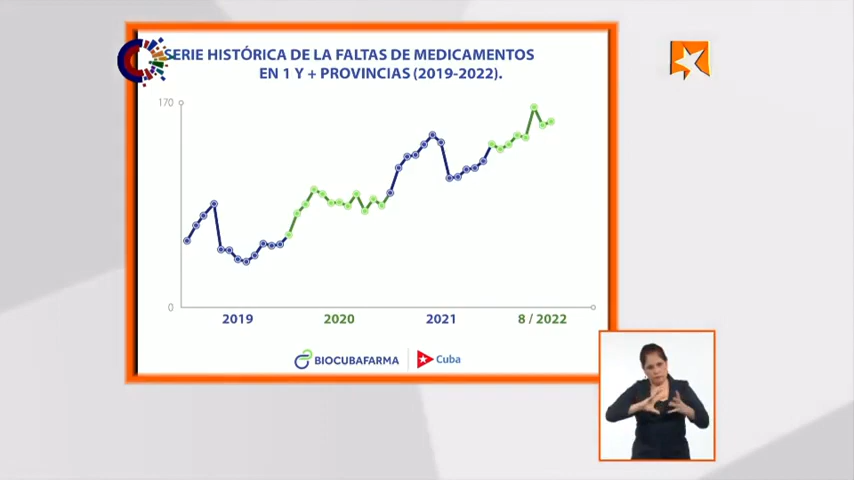 SERIE HISTÓRICA DE LA FALTAS DE MEDICAMENTOS
EN 1 Y + PROVINCIAS (2019-2022).
170
0
2019 2020 2021 8 / 2022
BIOCUBAFARMA Cuba